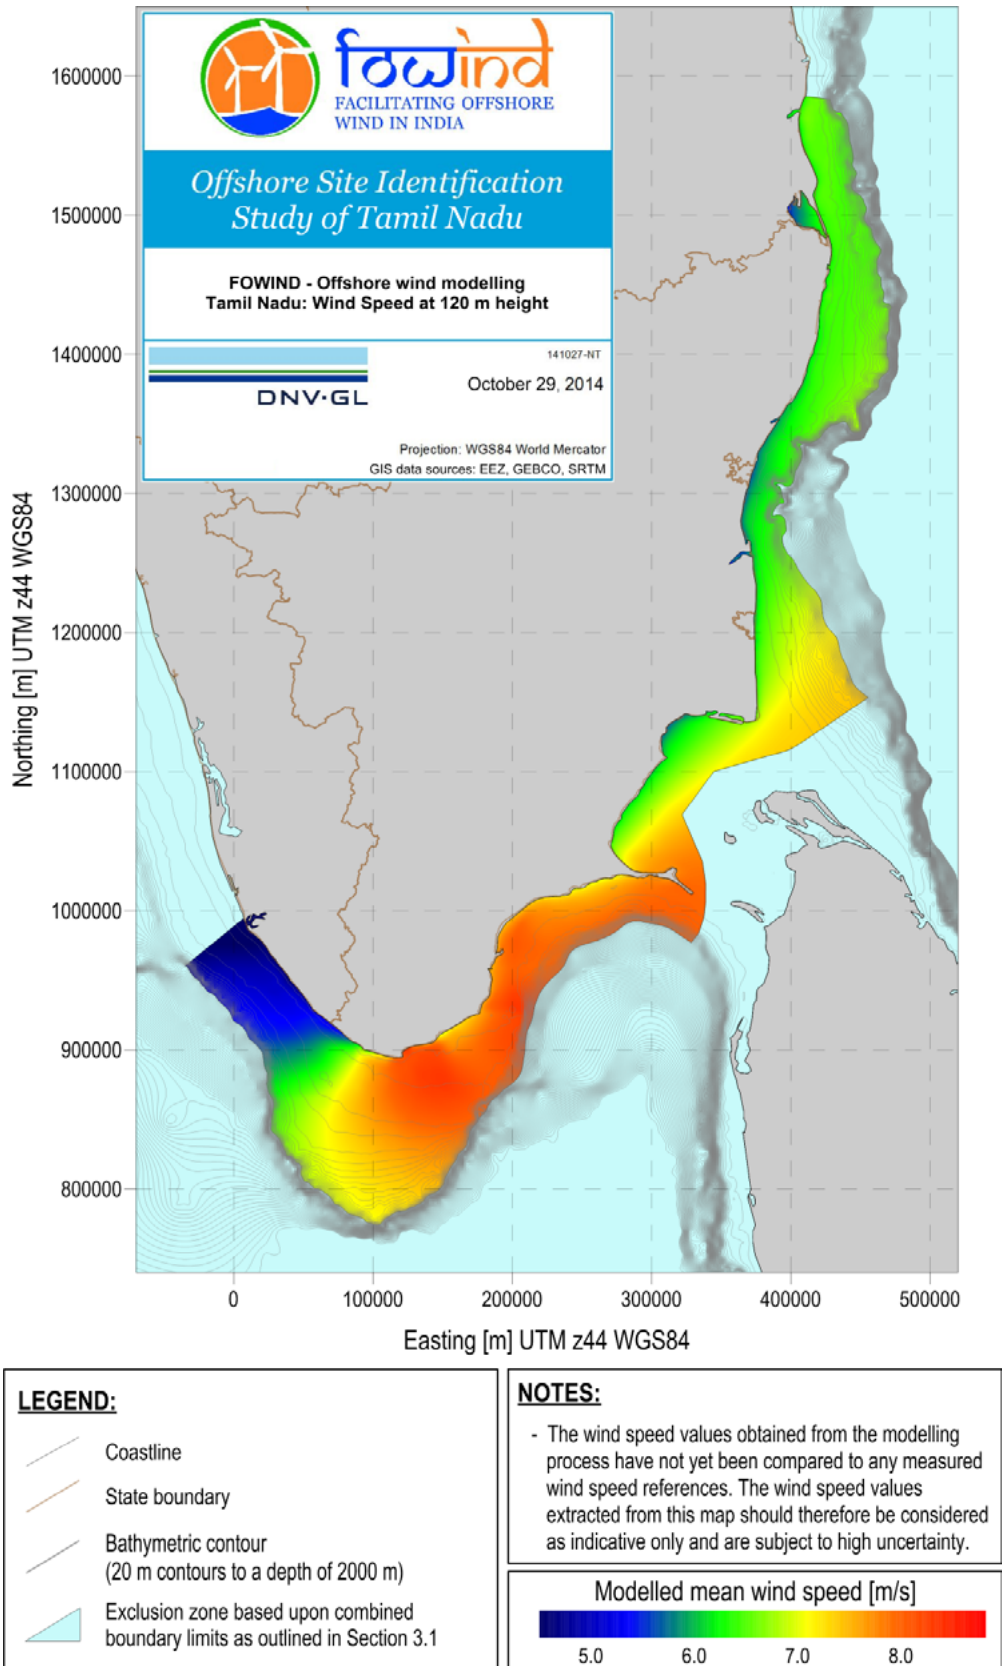 fowind
FACILITATING OFFSHORE
WIND IN INDIA
Offshore Site Identification
Study of Tamil Nadu
FOWIND - Offshore wind modelling
Tamil Nadu: Wind Speed at 120 m height
141027-NT
October 29, 2014
DNV·GL
Projection: WGS84 World Mercator
GIS data sources: EEZ, GEBCO, SRTM
1600000
1500000
1400000
1300000
1200000
1100000
1000000
900000
800000
Northing [m] UTM z44 WGS84
0 100000 200000 300000 400000 500000
Easting [m] UTM z44 WGS84
LEGEND:
Coastline
State boundary
Bathymetric contour
(20 m contours to a depth of 2000 m)
Exclusion zone based upon combined
boundary limits as outlined in Section 3.1
NOTES:
- The wind speed values obtained from the modelling
process have not yet been compared to any measured
wind speed references. The wind speed values
extracted from this map should therefore be considered
as indicative only and are subject to high uncertainty.
Modelled mean wind speed [m/s]
5.0 6.0 7.0 8.0